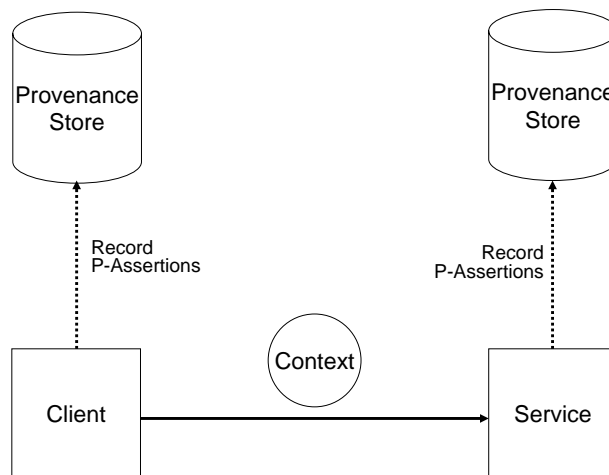 Provenance
Store
Provenance
Store
Record
P-Assertions
Record
P-Assertions
Context
Client
Service